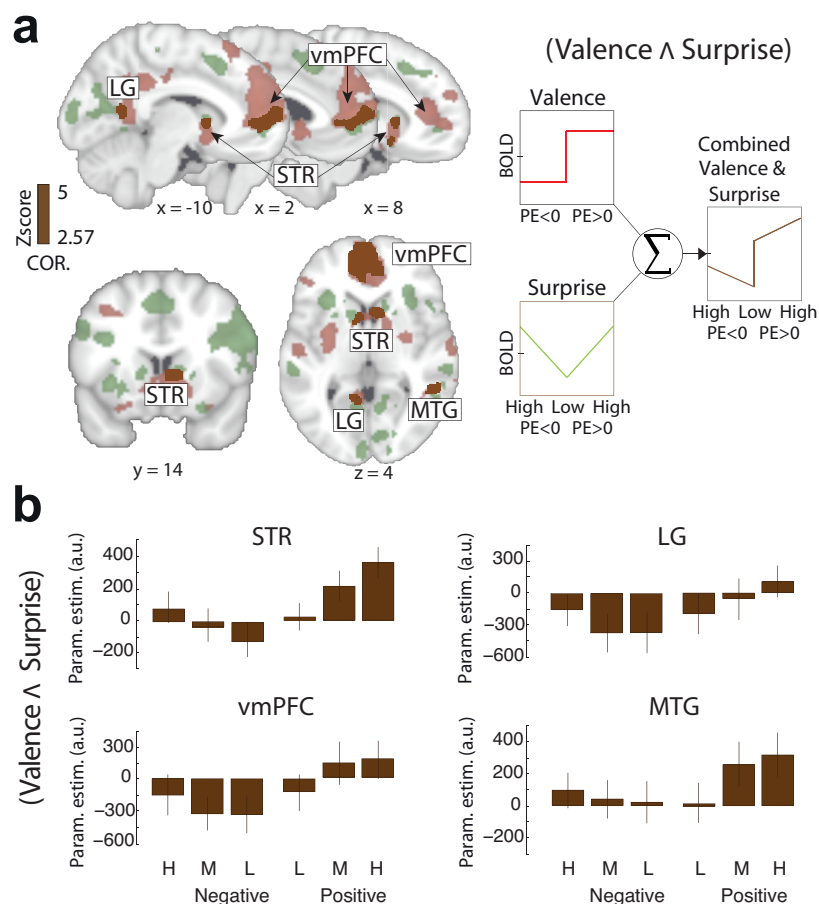 a
vmPFC
LG
STR
Zscore
5
2.57
COR.
x = -10
x = 2
x = 8
STR
y = 14
vmPFC
STR
LG
MTG
z = 4
(Valence Λ Surprise)
Valence
BOLD
PE<0 PE>0
Surprise
BOLD
High Low High
PE<0 PE>0
Σ
Combined
Valence &
Surprise
High Low High
PE<0 PE>0
b
(Valence Λ Surprise)
STR
Param. estim. (a.u.)
400
200
0
−200
LG
Param. estim. (a.u.)
300
0
−300
−600
vmPFC
Param. estim. (a.u.)
300
0
−300
−600
H M L L M H
Negative Positive
MTG
Param. estim. (a.u.)
400
200
0
−200
H M L L M H
Negative Positive